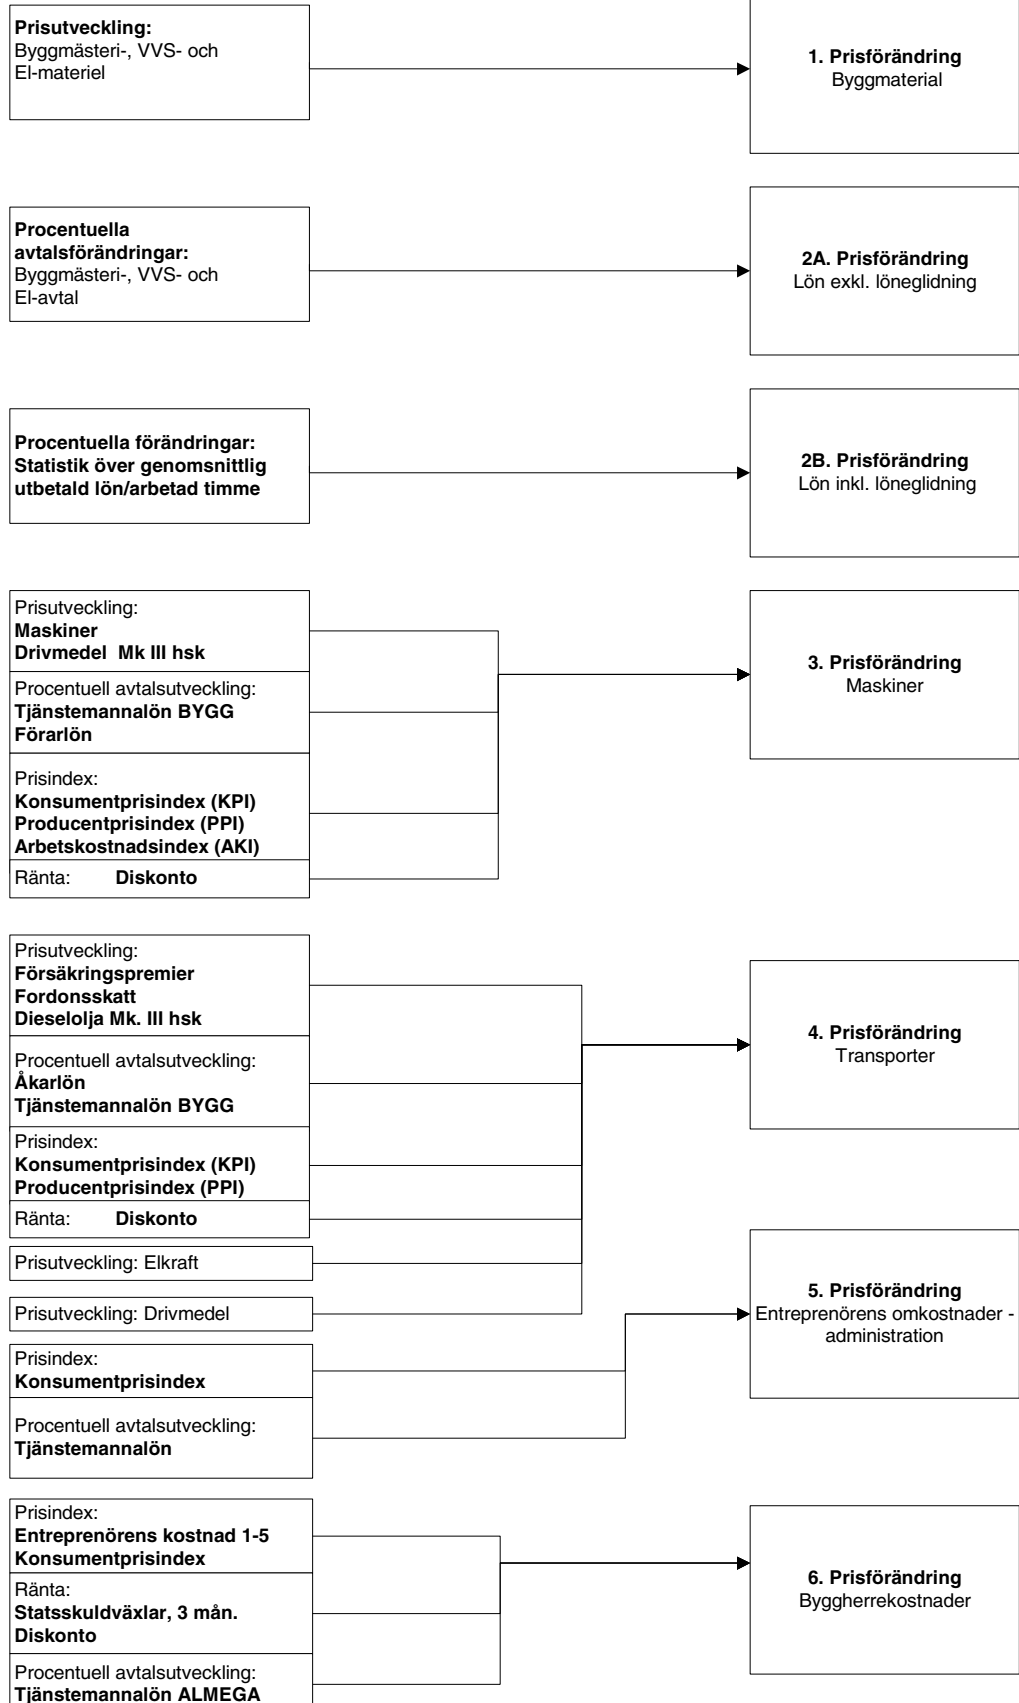 Prisutveckling:
Byggmästeri-, VVS- och
El-materiel
1. Prisförändring
Byggmaterial
Procentuella
avtalsförändringar:
Byggmästeri-, VVS- och
El-avtal
2A. Prisförändring
Lön exkl. löneglidning
Procentuella förändringar:
Statistik över genomsnittlig
utbetald lön/arbetad timme
2B. Prisförändring
Lön inkl. löneglidning
Prisutveckling:
Maskiner
Drivmedel Mk III hsk
Procentuell avtalsutveckling:
Tjänstemannalön BYGG
Förarlön
Prisindex:
Konsumentprisindex (KPI)
Producentprisindex (PPI)
Arbetskostnadsindex (AKI)
Ränta: Diskonto
3. Prisförändring
Maskiner
Prisutveckling:
Försäkringspremier
Fordonsskatt
Dieselolja Mk. III hsk
Procentuell avtalsutveckling:
Åkarlön
Tjänstemannalön BYGG
Prisindex:
Konsumentprisindex (KPI)
Producentprisindex (PPI)
Ränta: Diskonto
Prisutveckling: Elkraft
Prisutveckling: Drivmedel
4. Prisförändring
Transporter
Prisindex:
Konsumentprisindex
Procentuell avtalsutveckling:
Tjänstemannalön
5. Prisförändring
Entreprenörens omkostnader -
administration
Prisindex:
Entreprenörens kostnad 1-5
Konsumentprisindex
Ränta:
Statsskuldväxlar, 3 mån.
Diskonto
Procentuell avtalsutveckling:
Tjänstemannalön ALMEGA
6. Prisförändring
Byggherrekostnader